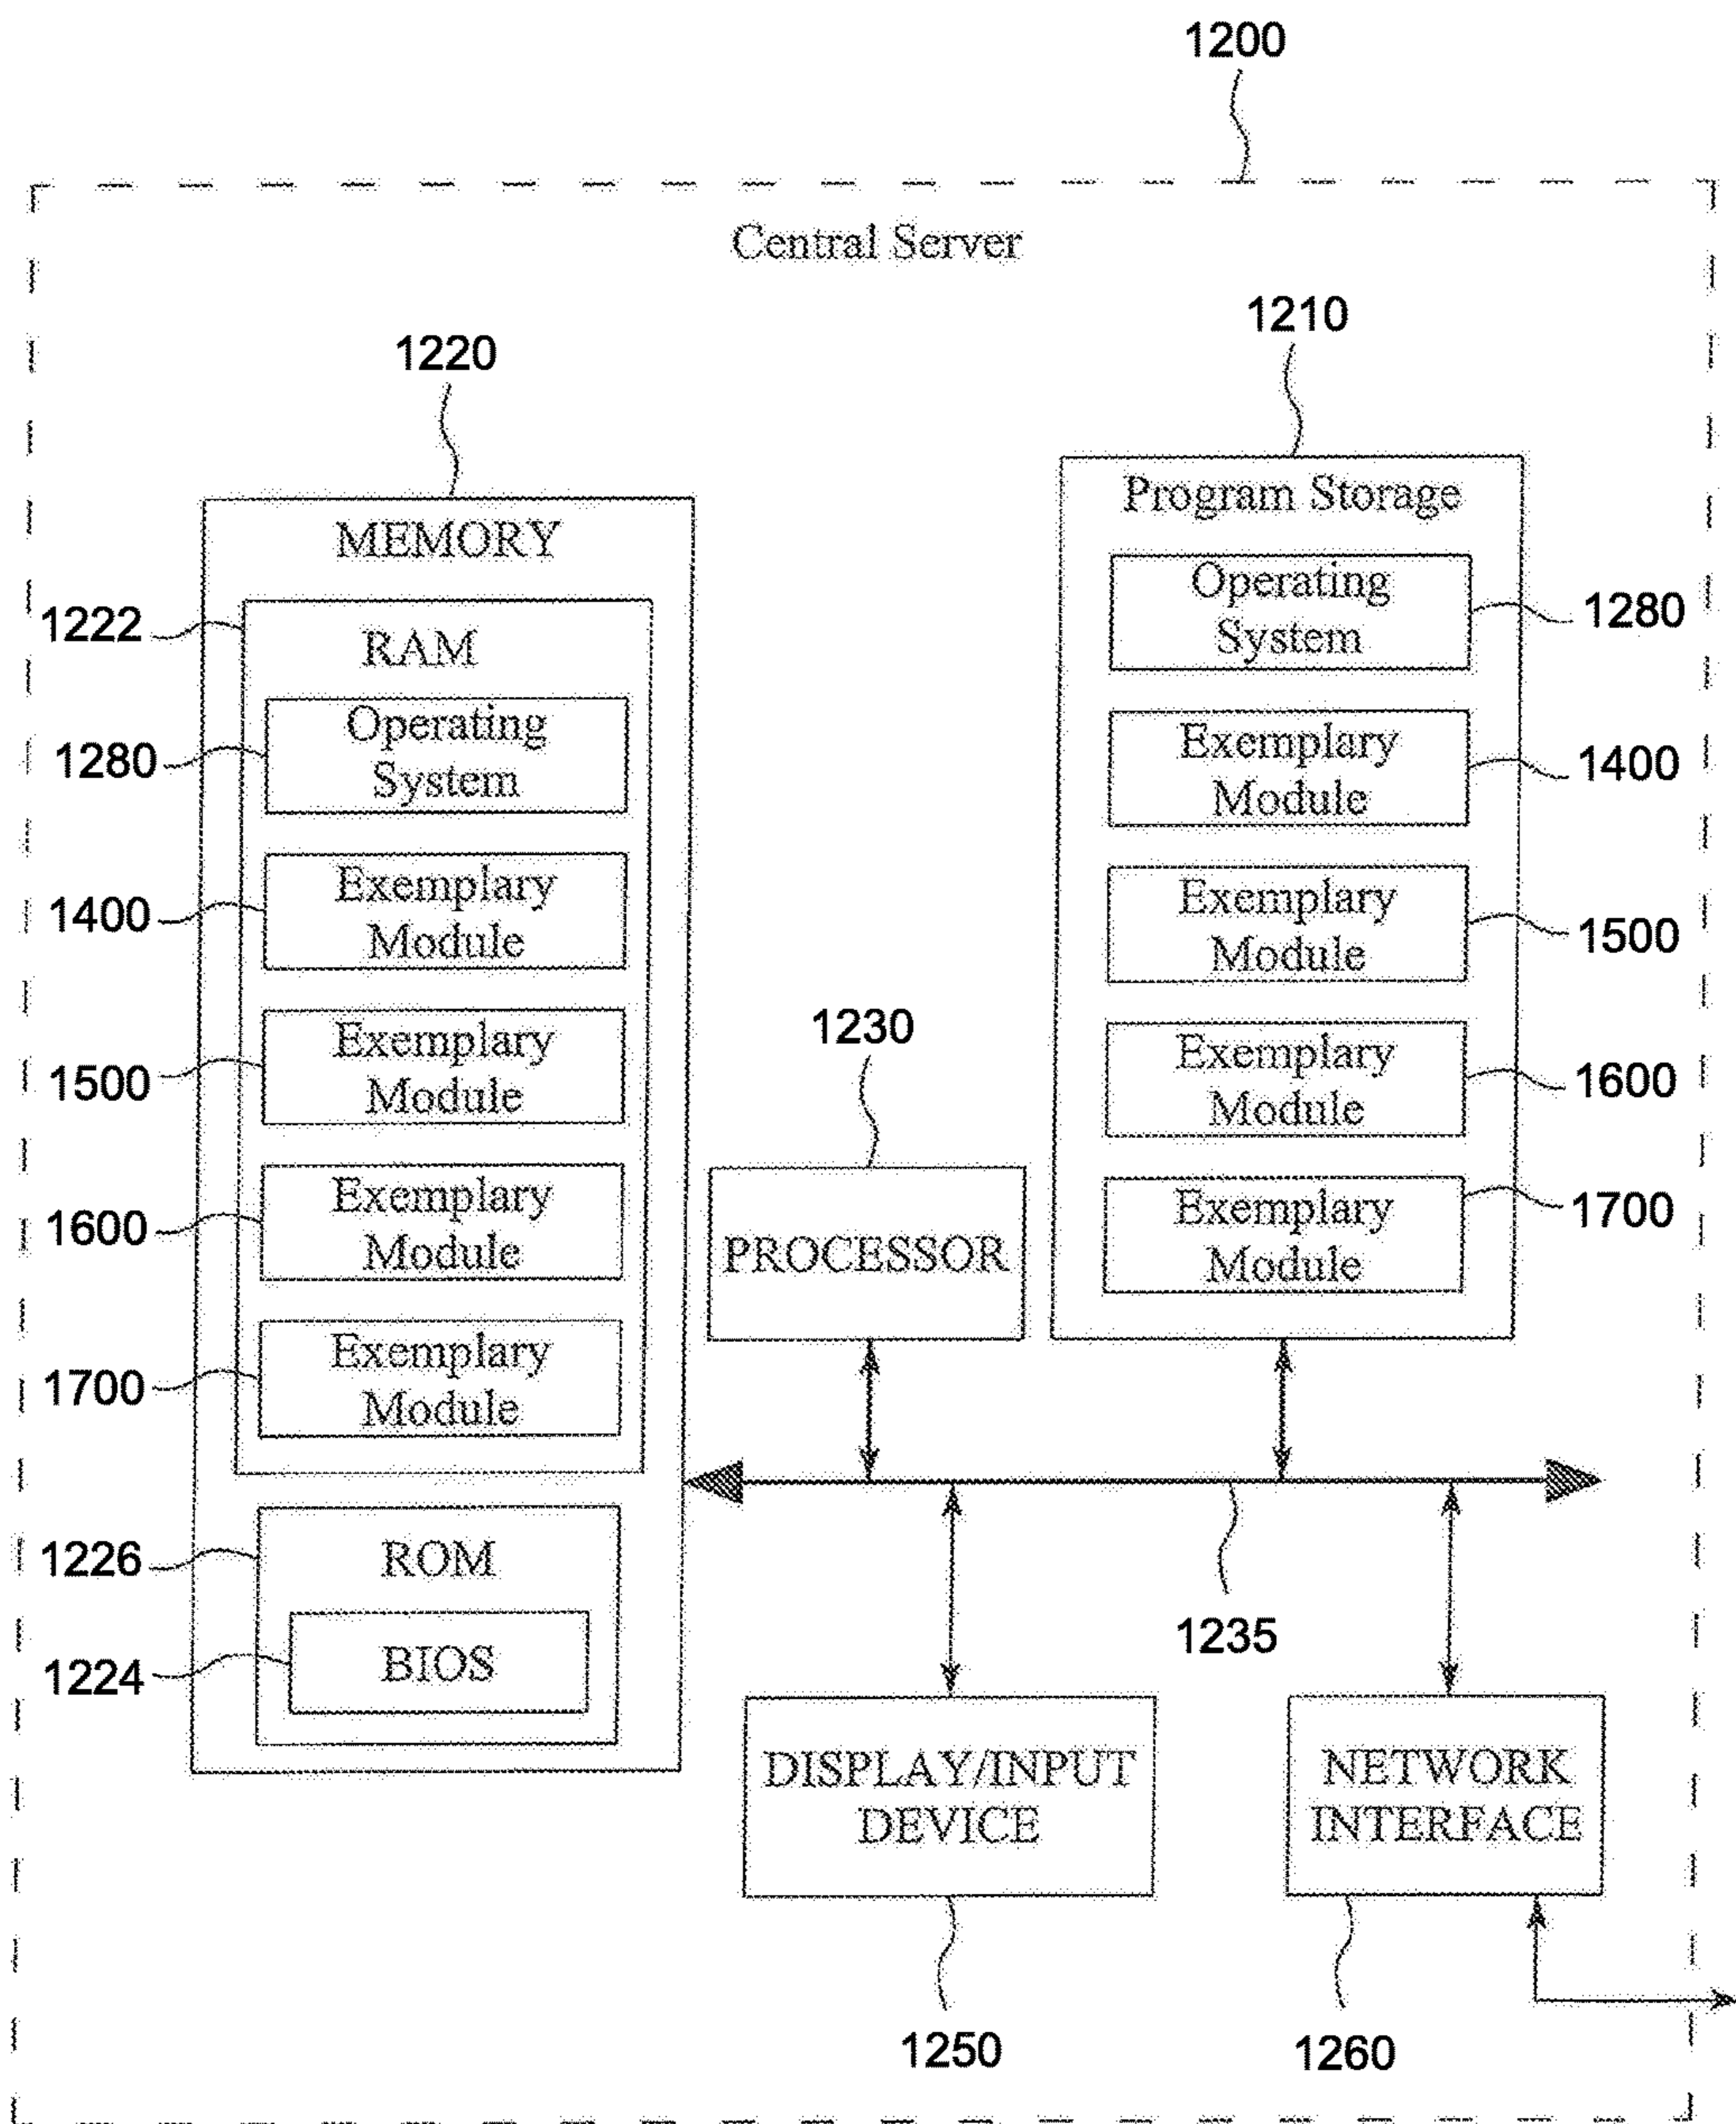 1200
Central Server
1220
MEMORY
1222
RAM
1280
Operating
System
1400
Exemplary
Module
1500
Exemplary
Module
1600
Exemplary
Module
1700
Exemplary
Module
1226
ROM
1224
BIOS
1230
PROCESSOR
1210
Program Storage
Operating
System
1280
Exemplary
Module
1400
Exemplary
Module
1500
Exemplary
Module
1600
Exemplary
Module
1700
1235
DISPLAY/INPUT
DEVICE
1250
NETWORK
INTERFACE
1260